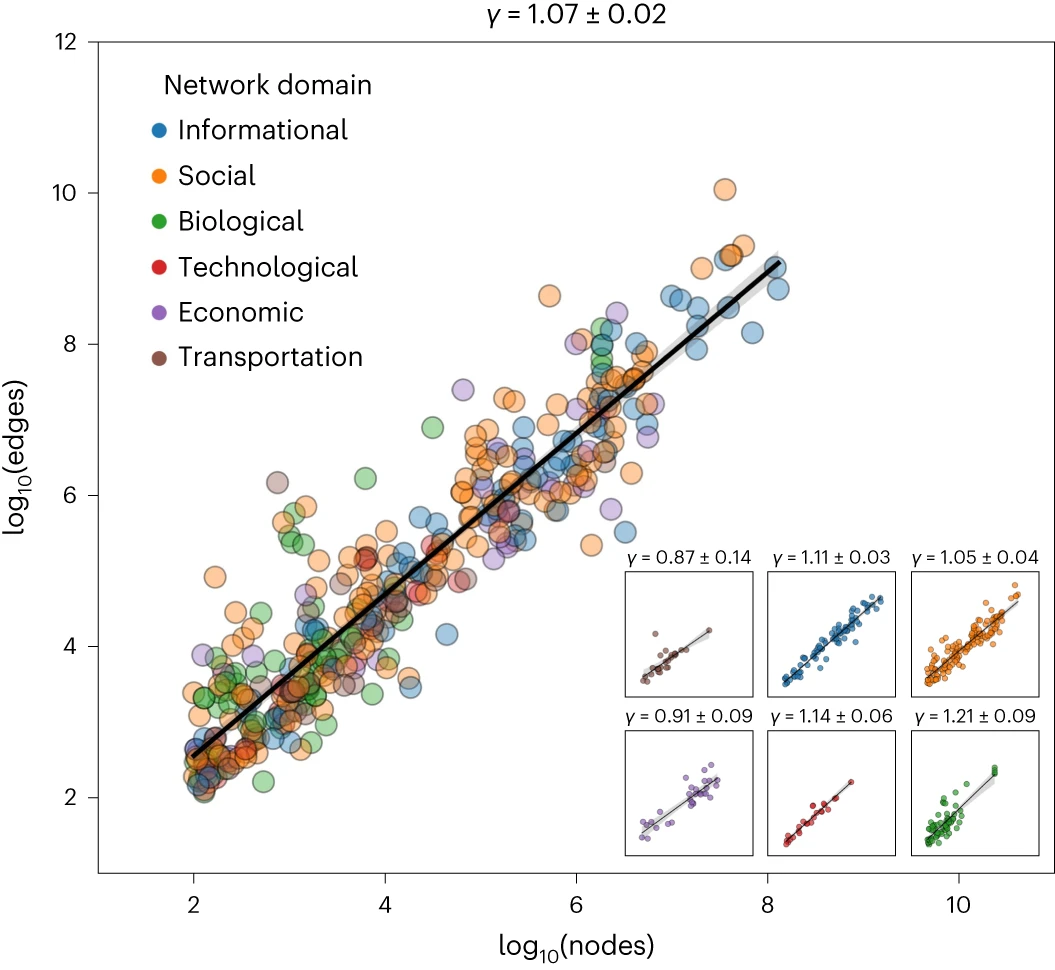 γ = 1.07 ± 0.02
12
10
8
6
4
2
log10(edges)
Network domain
Informational
Social
Biological
Technological
Economic
Transportation
γ = 0.87 ± 0.14
γ = 1.11 ± 0.03
γ = 1.05 ± 0.04
γ = 0.91 ± 0.09
γ = 1.14 ± 0.06
γ = 1.21 ± 0.09
2 4 6 8 10
log10(nodes)